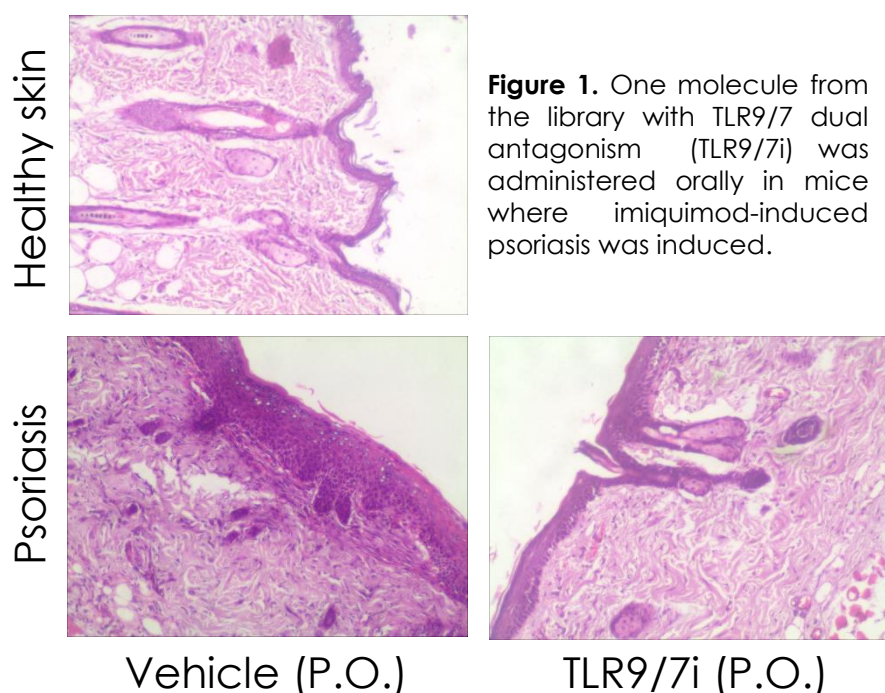 Healthy skin
Figure 1. One molecule from
the library with TLR9/7 dual
antagonism (TLR9/7i) was
administered orally in mice
where imiquimod-induced
psoriasis was induced.
Psoriasis
Vehicle (P.O.)
TLR9/7i (P.O.)